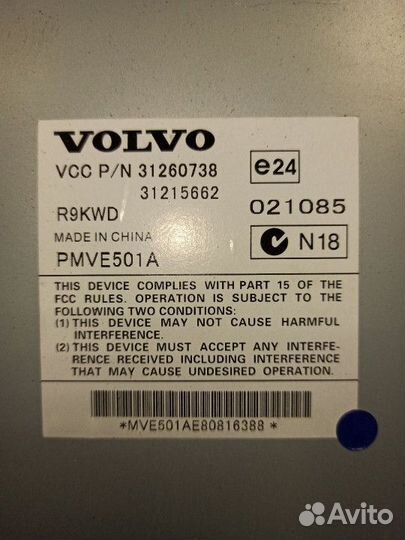 VOLVO
VCC P/N 31260738
31215662
e24
R9KWD
021085
MADE IN CHINA
N18
PMVE501A
THIS DEVICE COMPLIES WITH PART 15 OF THE
FCC RULES. OPERATION IS SUBJECT TO THE
FOLLOWING TWO CONDITIONS:
(1) THIS DEVICE MAY NOT CAUSE HARMFUL
INTERFERENCE.
(2) THIS DEVICE MUST ACCEPT ANY INTERFE-
RENCE RECEIVED INCLUDING INTERFERENCE
THAT MAY CAUSE UNDESIRED OPERATION.
*MVE501AE80816388*
Avito